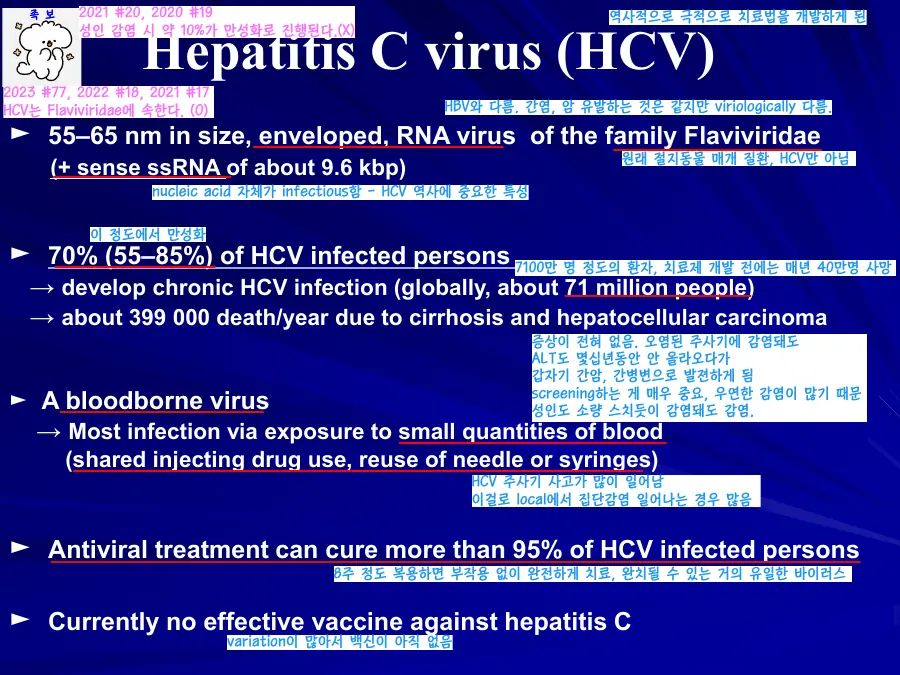 족보
2021 #20, 2020 #19
성인 감염 시 약 10%가 만성화로 진행된다.(X)
역사적으로 극적으로 치료법을 개발하게 된
Hepatitis C virus (HCV)
2023 #77, 2022 #18, 2021 #17
HCV는 Flaviviridae에 속한다. (O)
HBV와 다름. 간염, 암 유발하는 것은 같지만 viriologically 다름.
► 55–65 nm in size, enveloped, RNA virus of the family Flaviviridae
원래 절지동물 매개 질환, HCV만 아님
(+ sense ssRNA of about 9.6 kbp)
nucleic acid 자체가 infectious함 - HCV 역사에 중요한 특성
이 정도에서 만성화
► 70% (55–85%) of HCV infected persons
7100만 명 정도의 환자, 치료제 개발 전에는 매년 40만명 사망
→ develop chronic HCV infection (globally, about 71 million people)
→ about 399 000 death/year due to cirrhosis and hepatocellular carcinoma
증상이 전혀 없음. 오염된 주사기에 감염돼도
ALT도 몇십년동안 안 올라오다가
갑자기 간암, 간병변으로 발젼하게 됨
screening하는 게 매우 중요, 우연한 감염이 많기 때문
성인도 소량 스치듯이 감염돼도 감염.
► A bloodborne virus
→ Most infection via exposure to small quantities of blood
(shared injecting drug use, reuse of needle or syringes)
HCV 주사기 사고가 많이 일어남
이걸로 local에서 집단감염 일어나는 경우 많음
► Antiviral treatment can cure more than 95% of HCV infected persons
8주 정도 복용하면 부작용 없이 완전하게 치료, 완치될 수 있는 거의 유일한 바이러스
► Currently no effective vaccine against hepatitis C
variation이 많아서 백신이 아직 없음